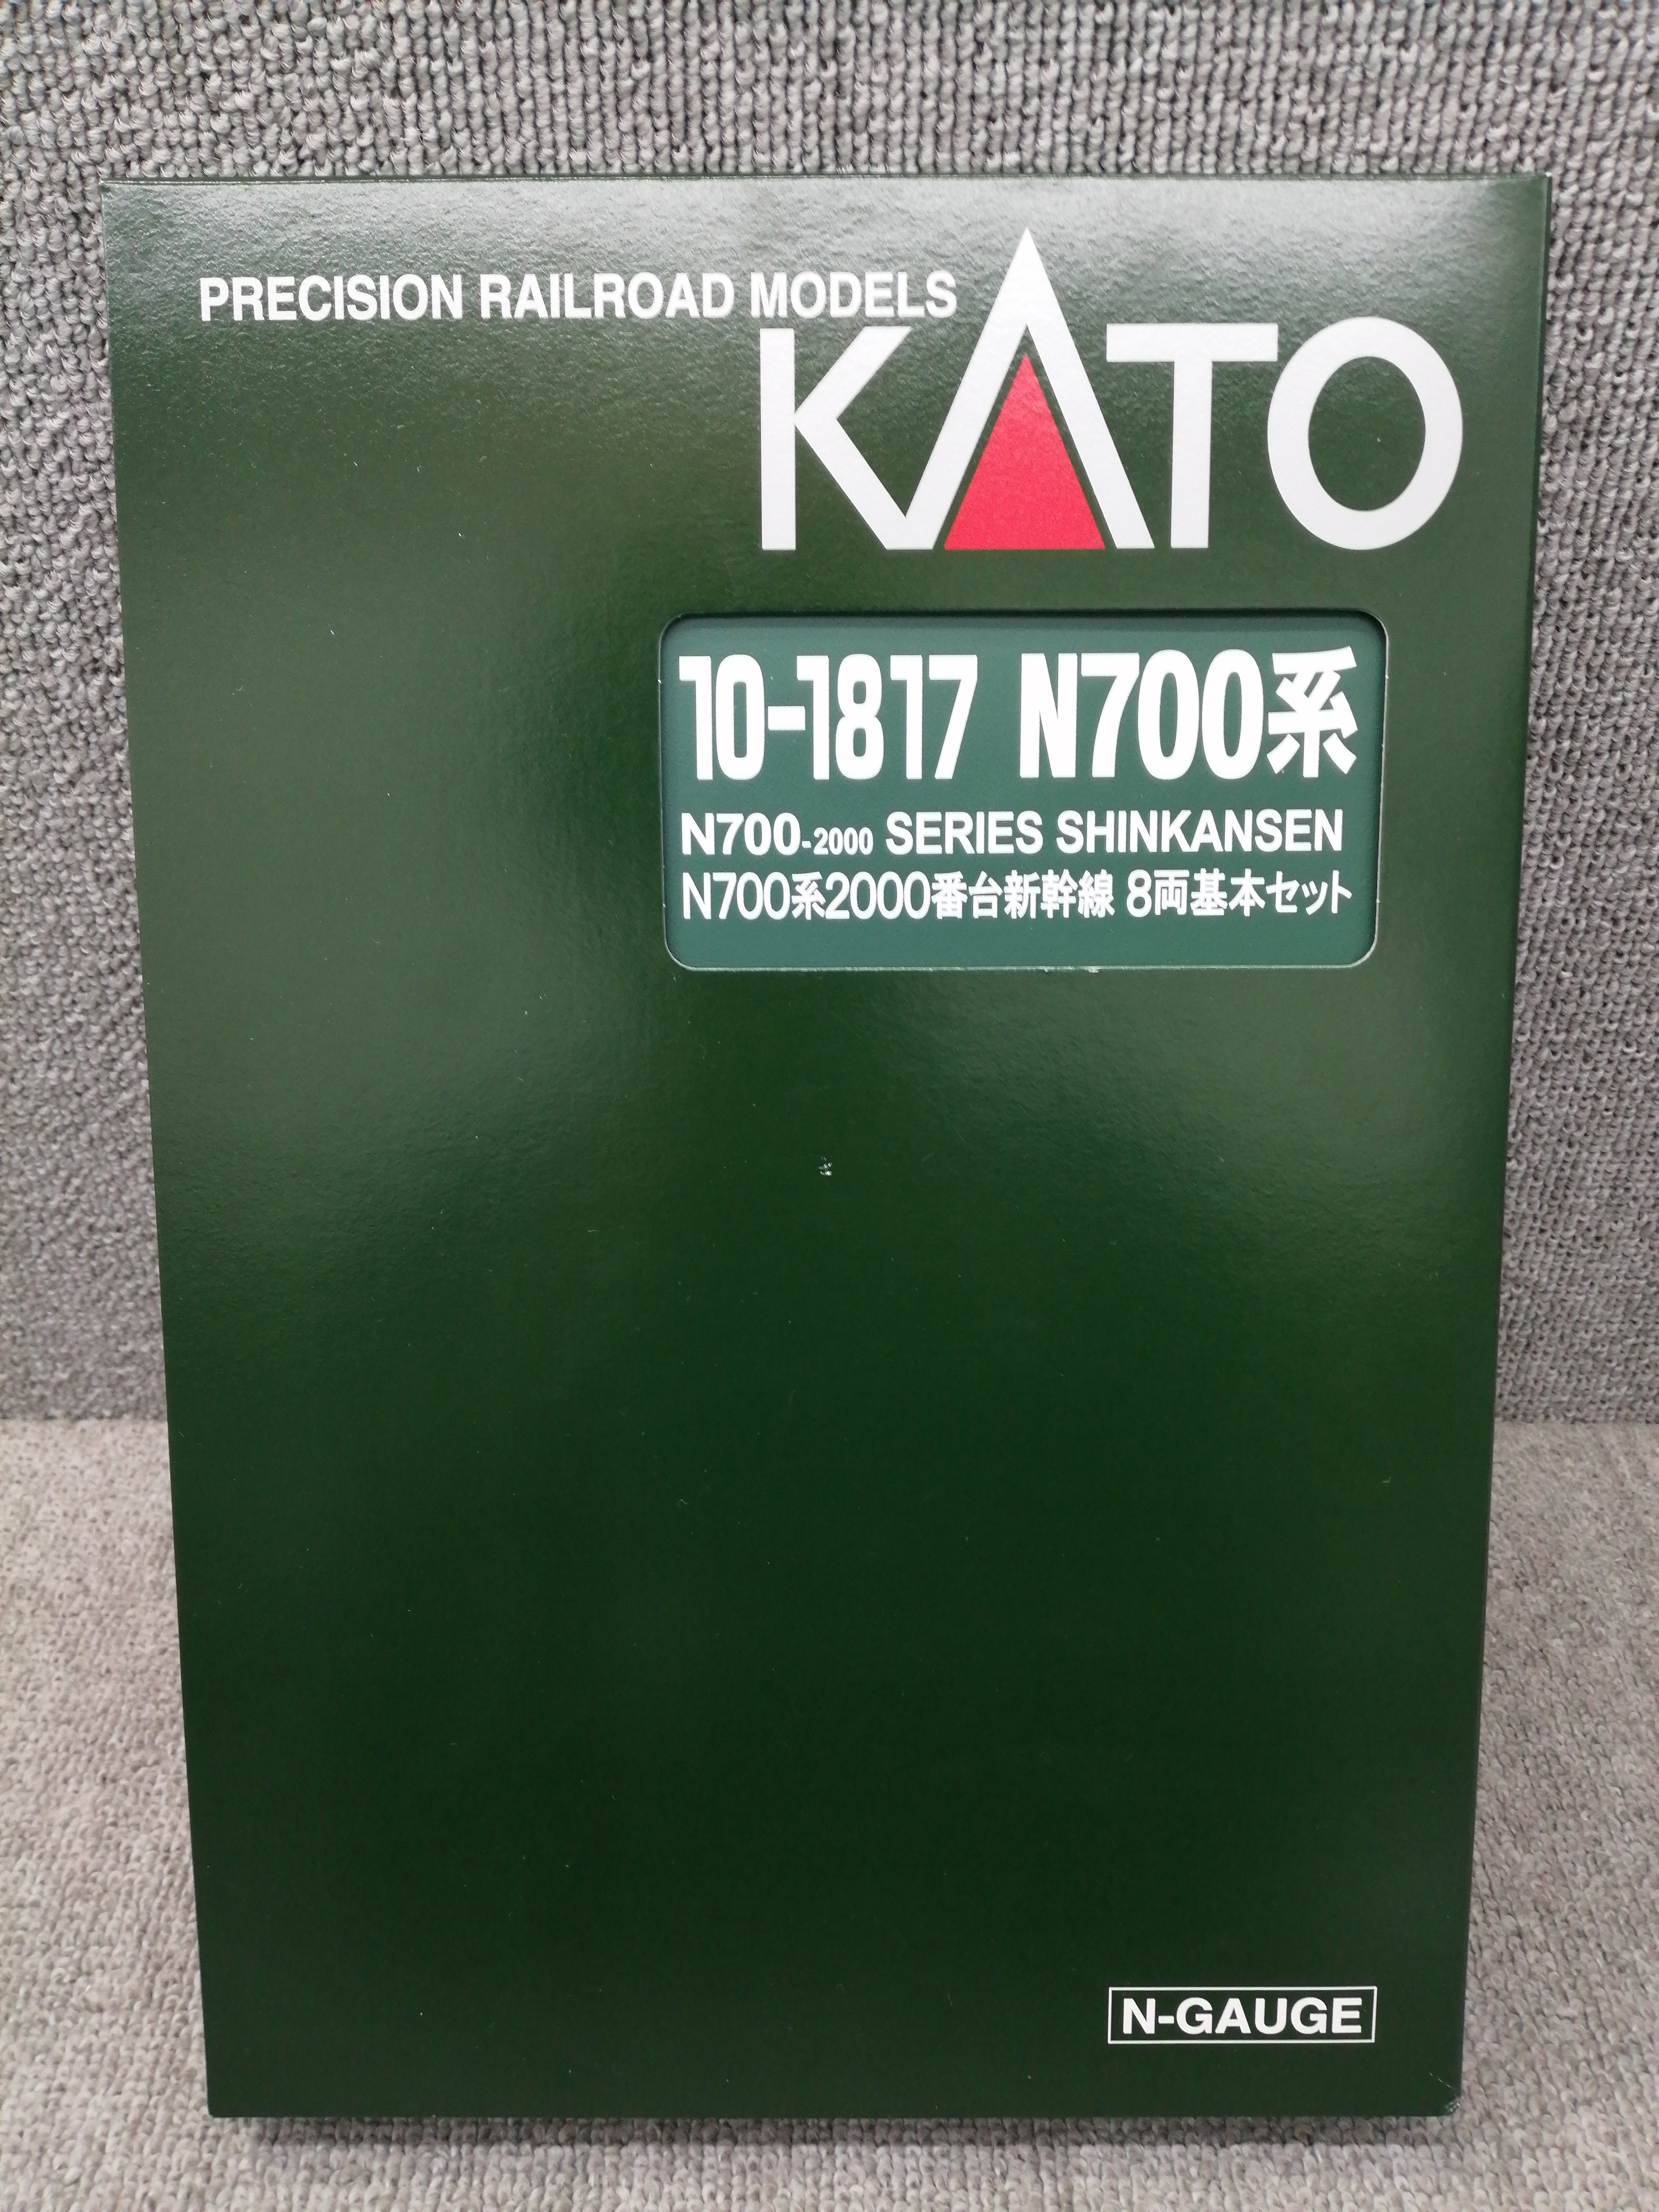 PRECISION RAILROAD MODELS
KATO
10-1817 N700系
N700-2000 SERIES SHINKANSEN
N700系2000番台新幹線 8両基本セット
N-GAUGE